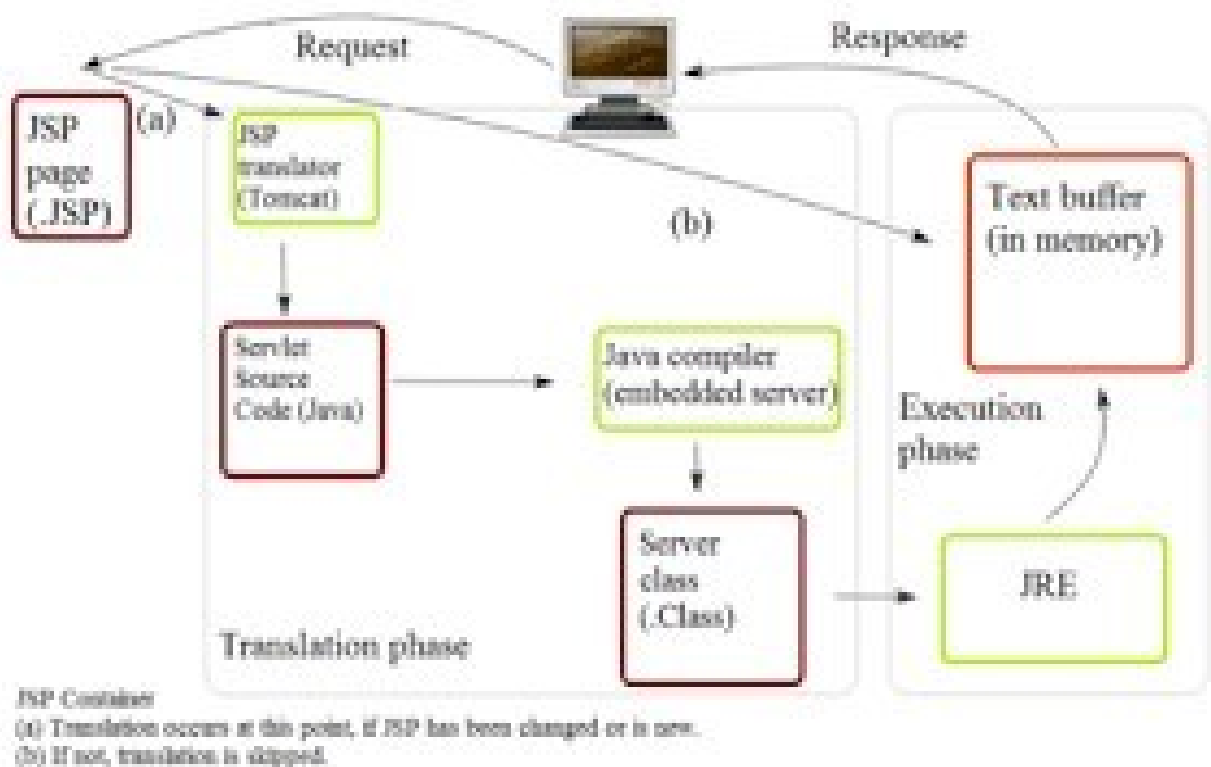 Request
Response
JSP
page
(.JSP)
(a)
JSP
translator
(Tomcat)
(b)
Text buffer
(in memory)
Servlet
Source
Code (Java)
Java compiler
(embedded server)
Execution
phase
Server
class
(.Class)
JRE
Translation phase
JSP Container
(a) Translation occurs at this point, if JSP has been changed or is new.
(b) If not, translation is skipped.